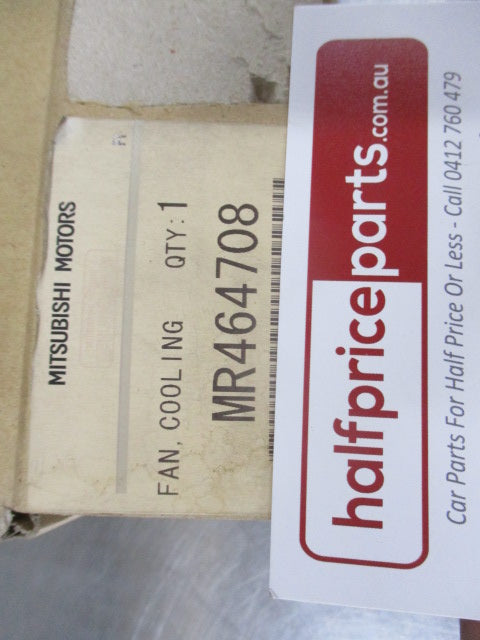 MITSUBISHI MOTORS
FAN, COOLING QTY: 1
MR464708
halfpriceparts.com.au
Car Parts For Half Price Or Less - Call 0412 760 479